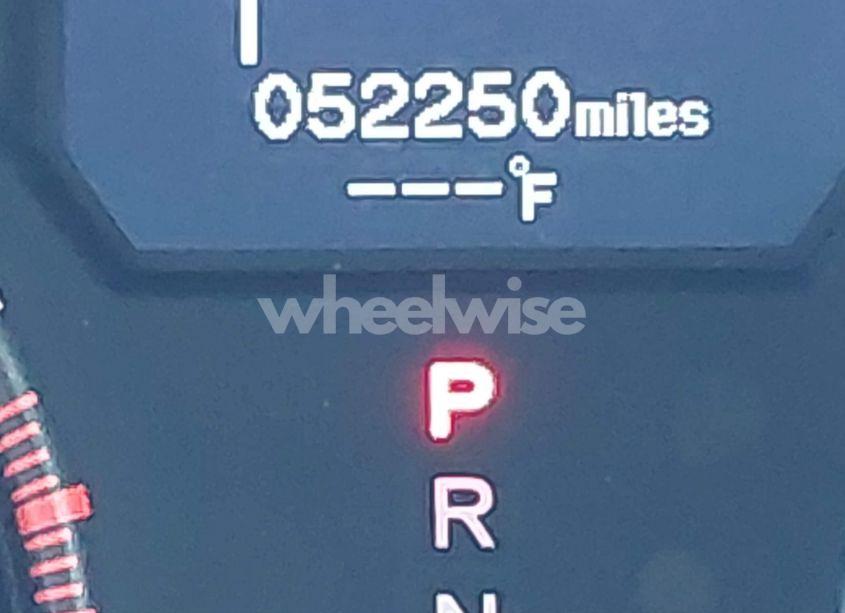 052250miles
---°F
wheelwise
P
R
N